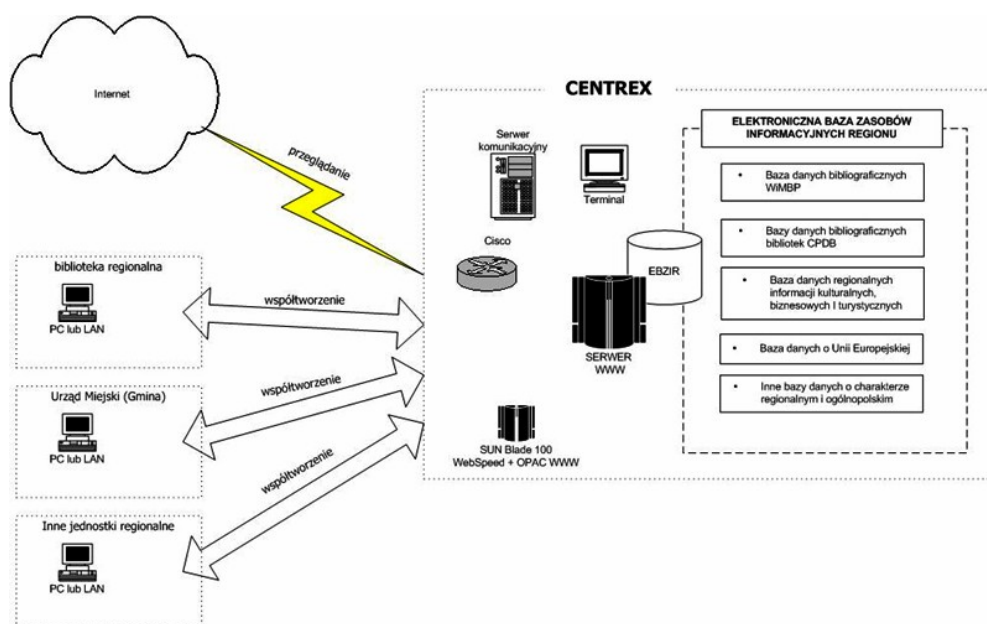 Internet
przeglądanie
CENTREX
Serwer
komunikacyjny
Terminal
Cisco
EBZIR
SERWER
WWW
SUN Blade 100
WebSpeed + OPAC WWW
ELEKTRONICZNA BAZA ZASOBÓW
INFORMACYJNYCH REGIONU
• Baza danych bibliograficznych
WiMBP
• Bazy danych bibliograficznych
bibliotek CPDB
• Baza danych regionalnych
informacji kulturalnych,
biznesowych I turystycznych
• Baza danych o Unii Europejskiej
• Inne bazy danych o charakterze
regionalnym i ogólnopolskim
biblioteka regionalna
PC lub LAN
współtworzenie
Urząd Miejski (Gmina)
PC lub LAN
współtworzenie
Inne jednostki regionalne
PC lub LAN
współtworzenie